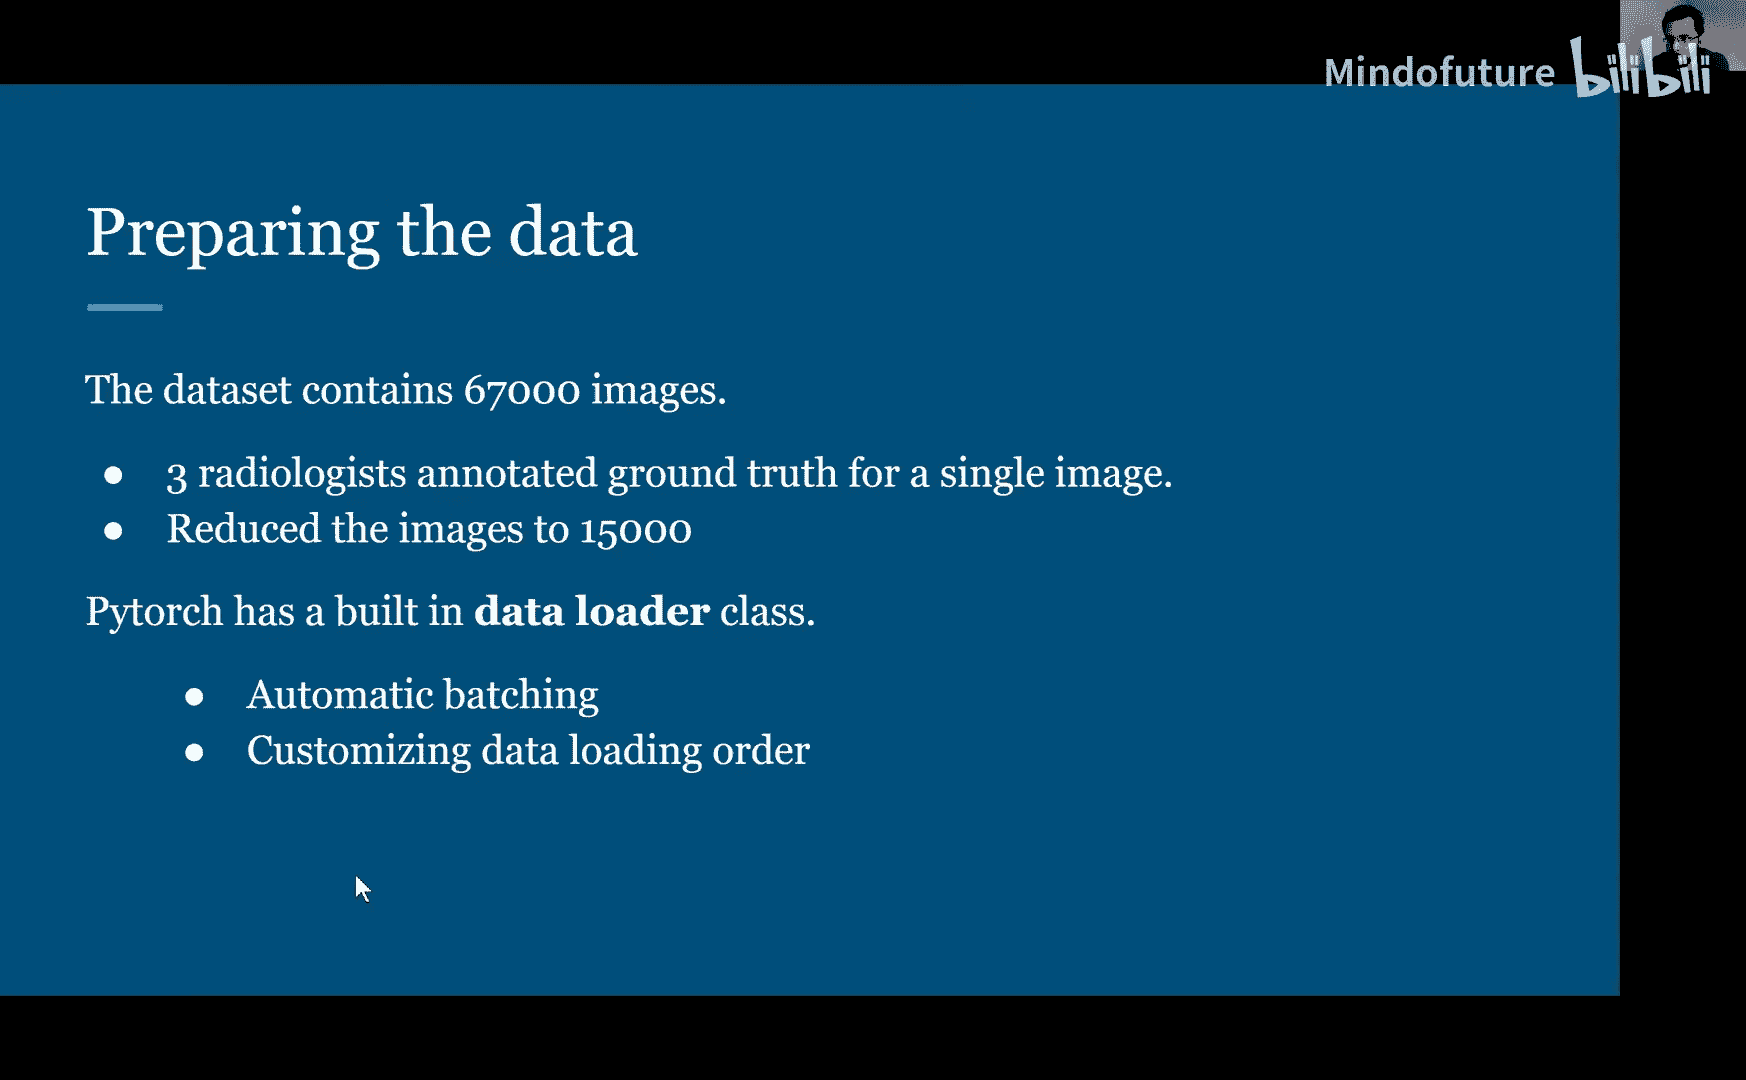 Mindofuture bilibili
Preparing the data
The dataset contains 67000 images.
● 3 radiologists annotated ground truth for a single image.
● Reduced the images to 15000
Pytorch has a built in data loader class.
● Automatic batching
● Customizing data loading order